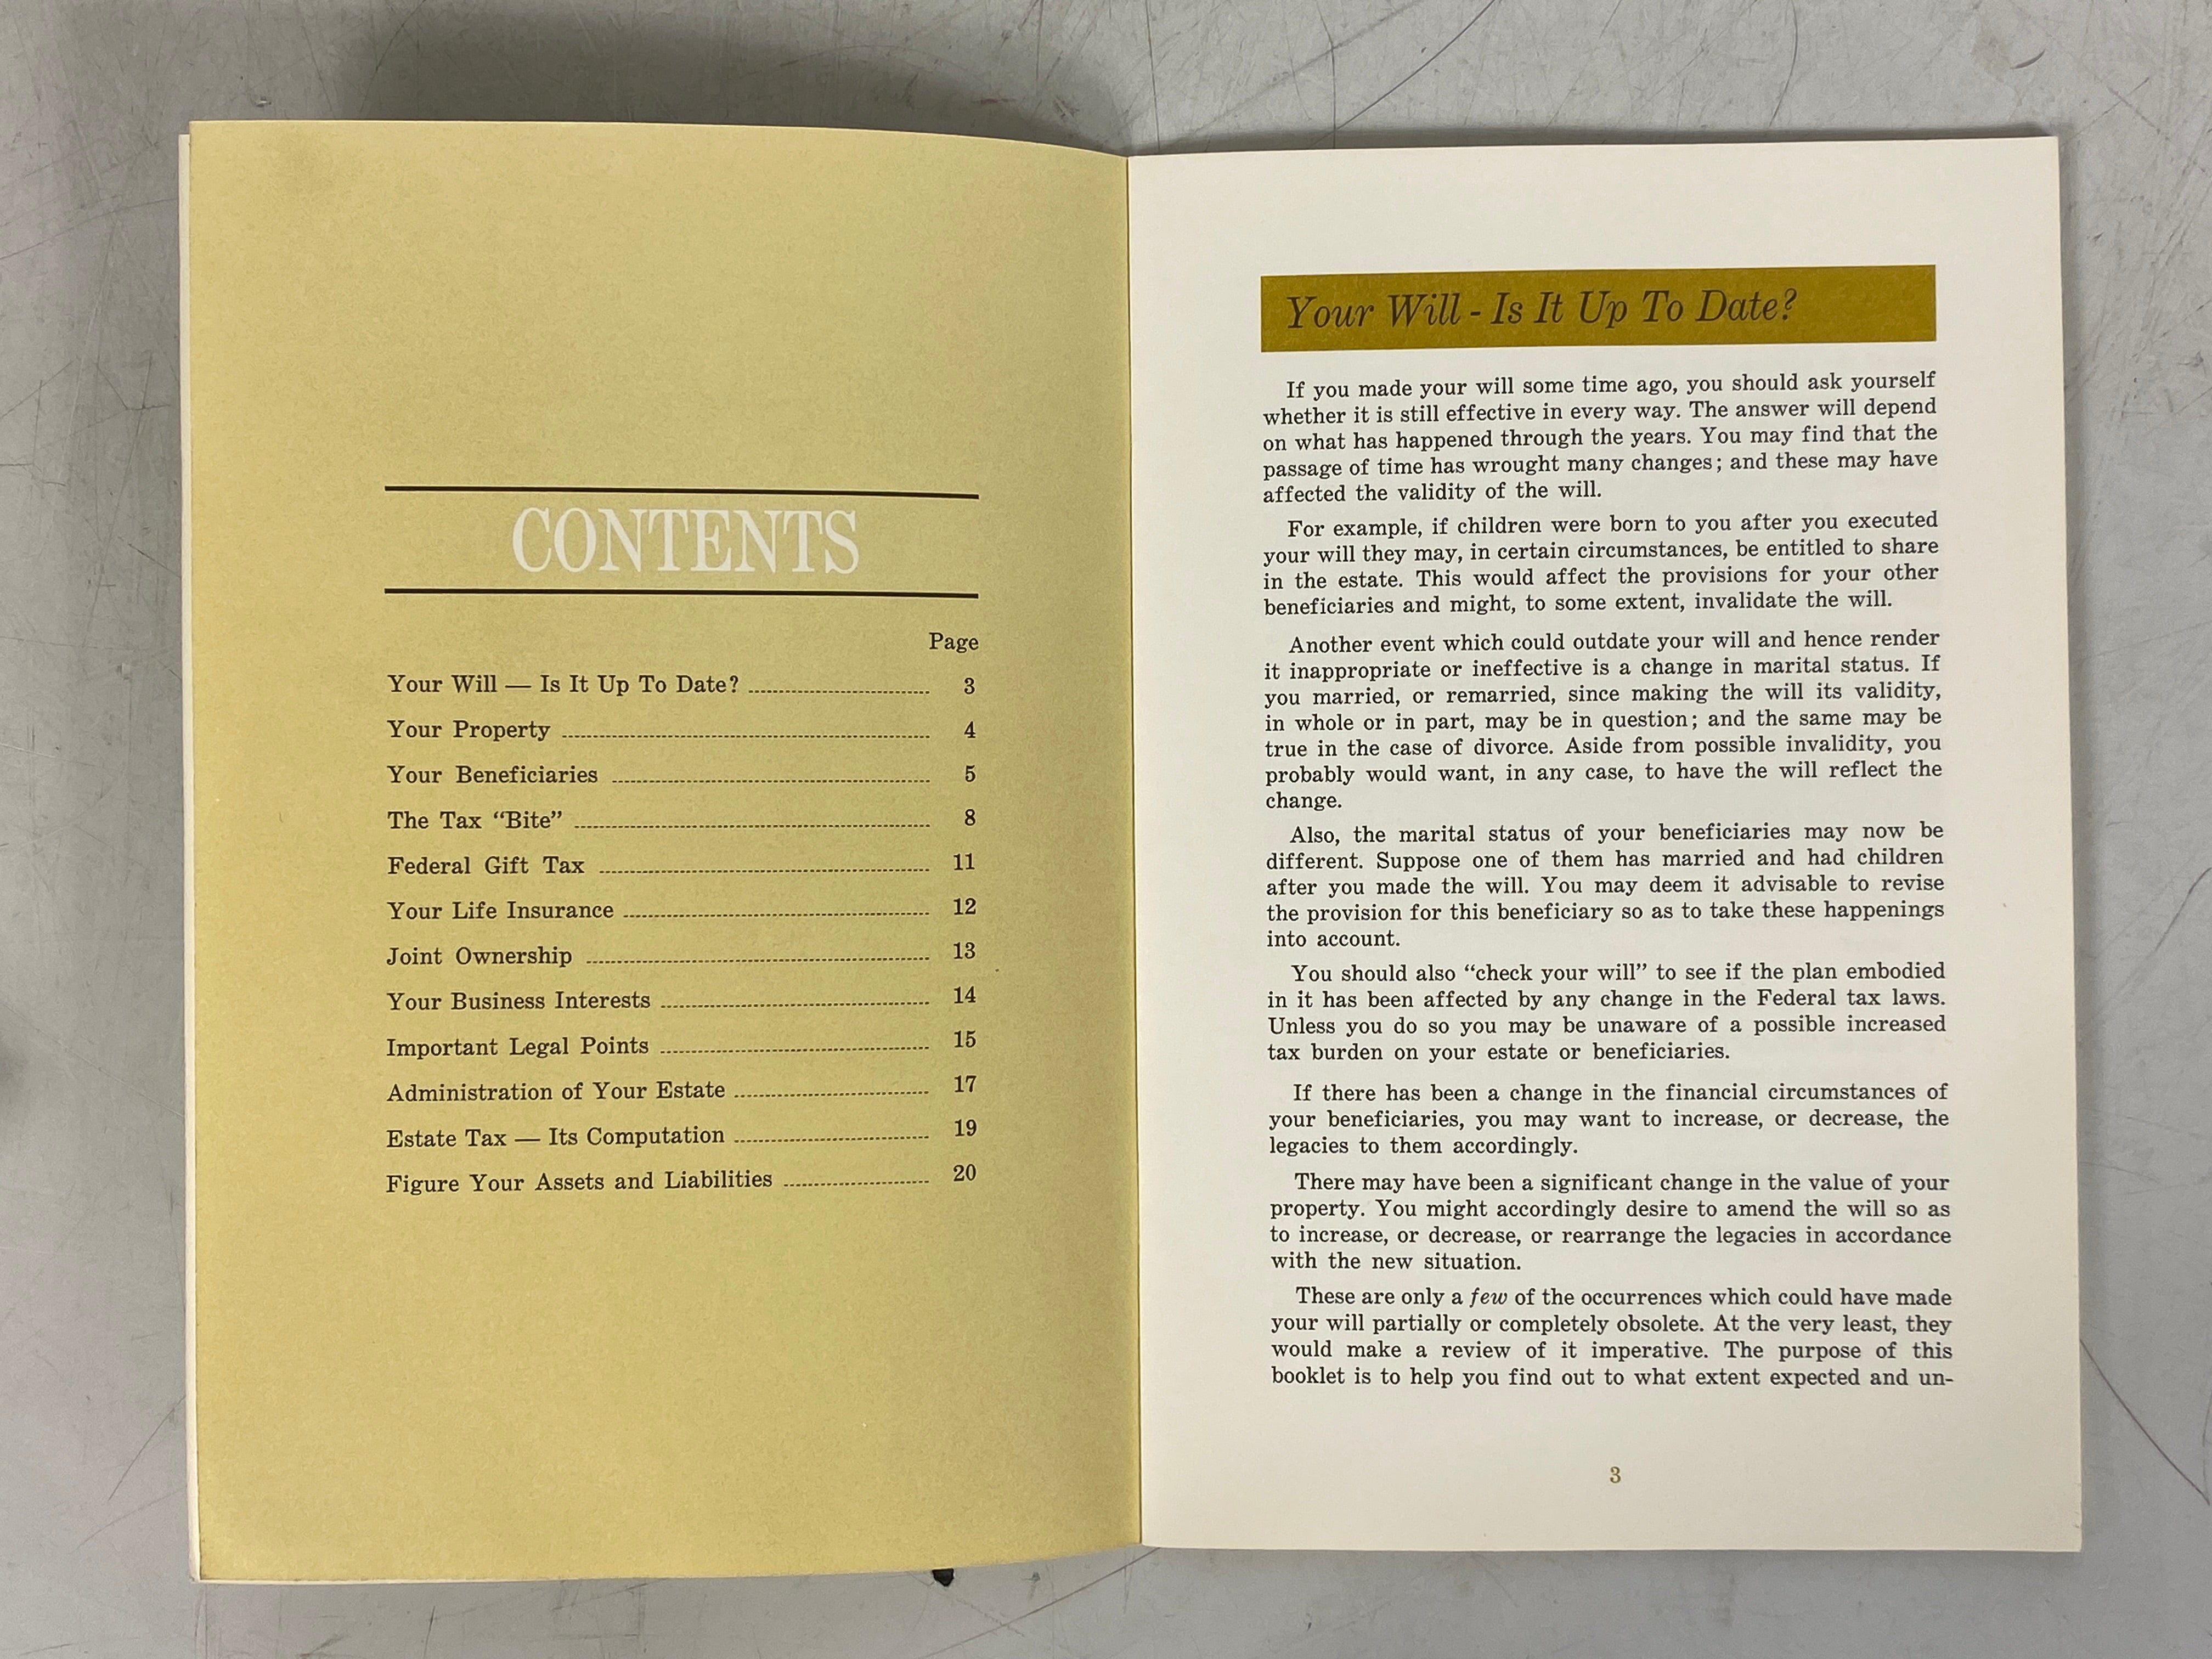 CONTENTS
Page
Your Will — Is It Up To Date? 3
Your Property 4
Your Beneficiaries 5
The Tax “Bite” 8
Federal Gift Tax 11
Your Life Insurance 12
Joint Ownership 13
Your Business Interests 14
Important Legal Points 15
Administration of Your Estate 17
Estate Tax — Its Computation 19
Figure Your Assets and Liabilities 20
Your Will - Is It Up To Date?
If you made your will some time ago, you should ask yourself
whether it is still effective in every way. The answer will depend
on what has happened through the years. You may find that the
passage of time has wrought many changes; and these may have
affected the validity of the will.
For example, if children were born to you after you executed
your will they may, in certain circumstances, be entitled to share
in the estate. This would affect the provisions for your other
beneficiaries and might, to some extent, invalidate the will.
Another event which could outdate your will and hence render
it inappropriate or ineffective is a change in marital status. If
you married, or remarried, since making the will its validity,
in whole or in part, may be in question; and the same may be
true in the case of divorce. Aside from possible invalidity, you
probably would want, in any case, to have the will reflect the
change.
Also, the marital status of your beneficiaries may now be
different. Suppose one of them has married and had children
after you made the will. You may deem it advisable to revise
the provision for this beneficiary so as to take these happenings
into account.
You should also “check your will” to see if the plan embodied
in it has been affected by any change in the Federal tax laws.
Unless you do so you may be unaware of a possible increased
tax burden on your estate or beneficiaries.
If there has been a change in the financial circumstances of
your beneficiaries, you may want to increase, or decrease, the
legacies to them accordingly.
There may have been a significant change in the value of your
property. You might accordingly desire to amend the will so as
to increase, or decrease, or rearrange the legacies in accordance
with the new situation.
These are only a few of the occurrences which could have made
your will partially or completely obsolete. At the very least, they
would make a review of it imperative. The purpose of this
booklet is to help you find out to what extent expected and un-
3